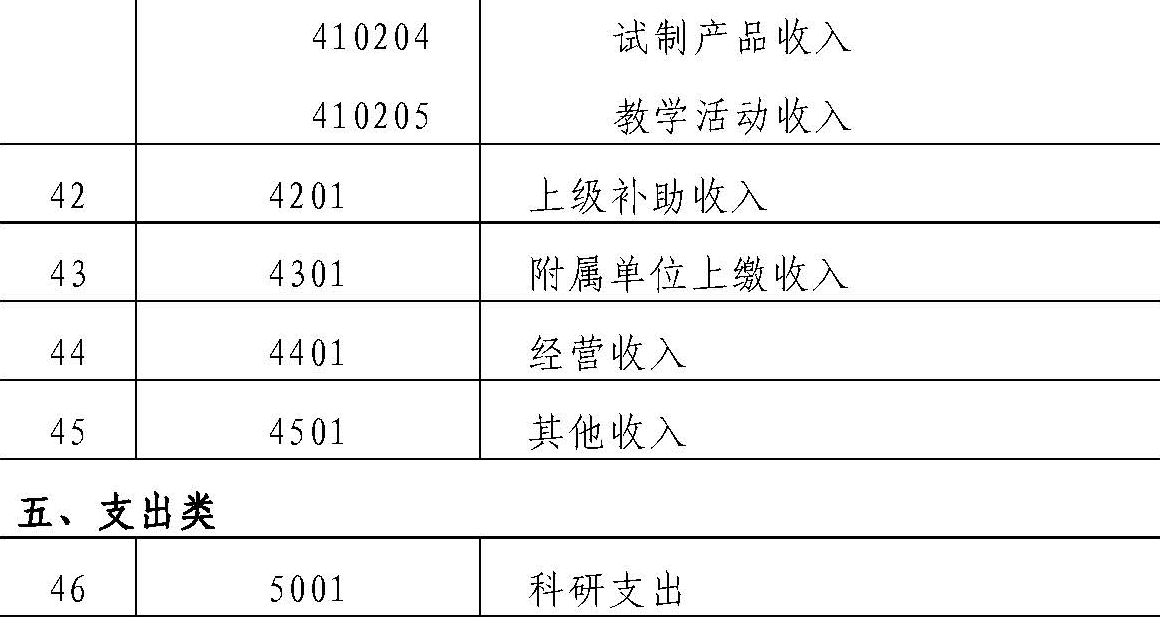 410204 试制产品收入
410205 教学活动收入
42 4201 上级补助收入
43 4301 附属单位上缴收入
44 4401 经营收入
45 4501 其他收入
五、支出类
46 5001 科研支出